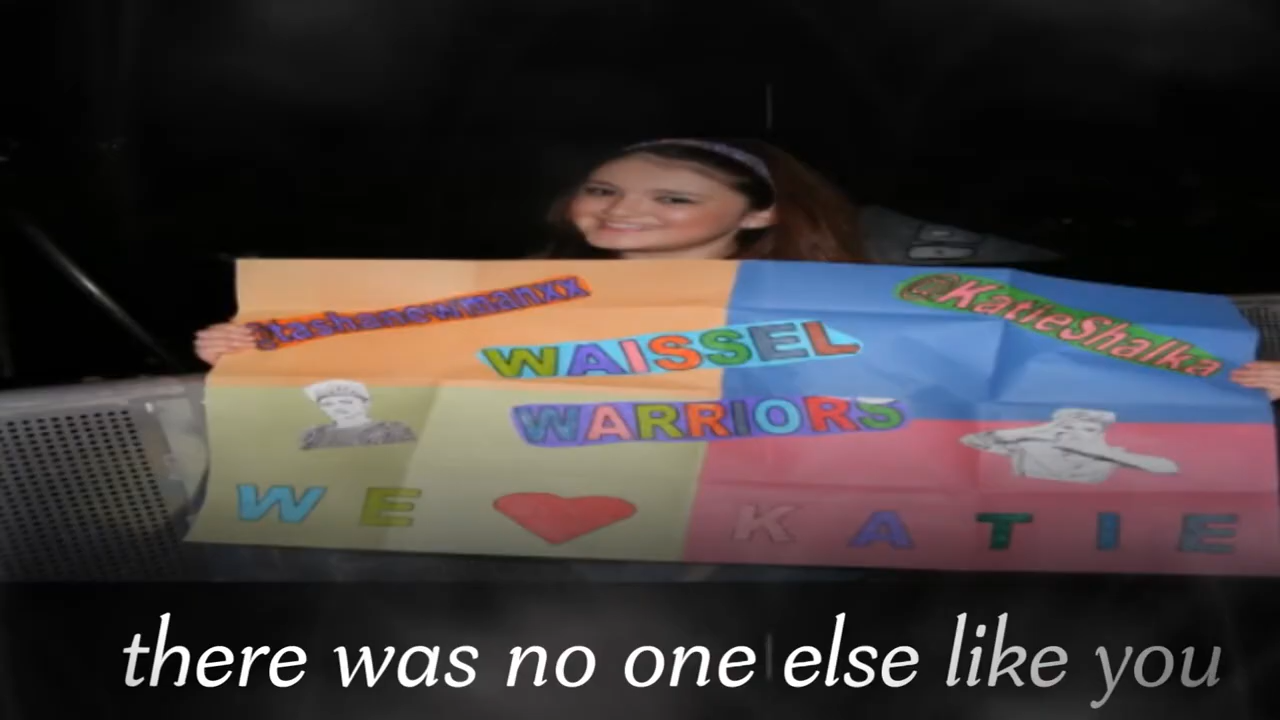 @tashanewmanxx
@KatieShalka
WAISSEL
WARRIORS
WE KATIE
there was no one else like you